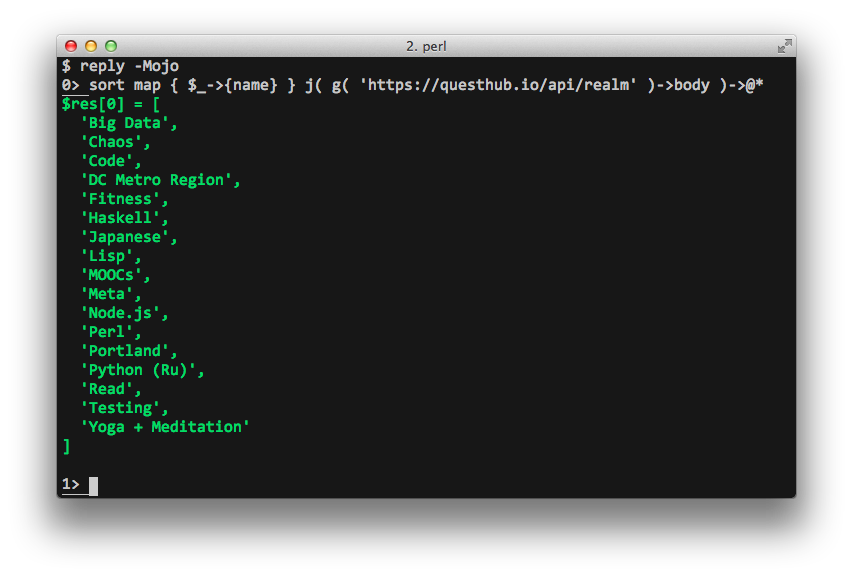 2. perl
$ reply -Mojo
0> sort map { $_->{name} } j( g( 'https://questhub.io/api/realm' )->body )->@*
$res[0] = [
  'Big Data',
  'Chaos',
  'Code',
  'DC Metro Region',
  'Fitness',
  'Haskell',
  'Japanese',
  'Lisp',
  'MOOCs',
  'Meta',
  'Node.js',
  'Perl',
  'Portland',
  'Python (Ru)',
  'Read',
  'Testing',
  'Yoga + Meditation'
]
1>